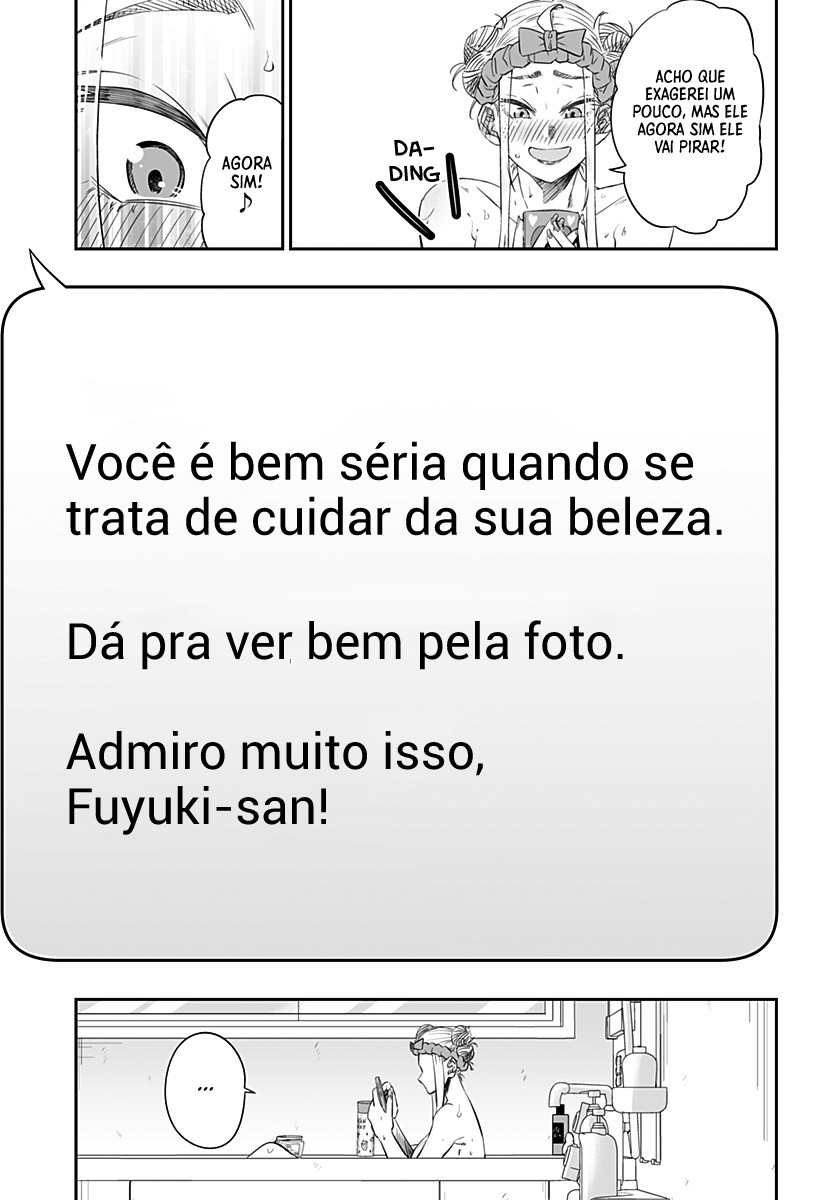 ACHO QUE
EXAGEREI UM
POUCO, MAS ELE
AGORA SIM ELE
VAI PIRAR!
DA-
DING
AGORA
SIM!
♪
Você é bem séria quando se
trata de cuidar da sua beleza.
Dá pra ver bem pela foto.
Admiro muito isso,
Fuyuki-san!
...